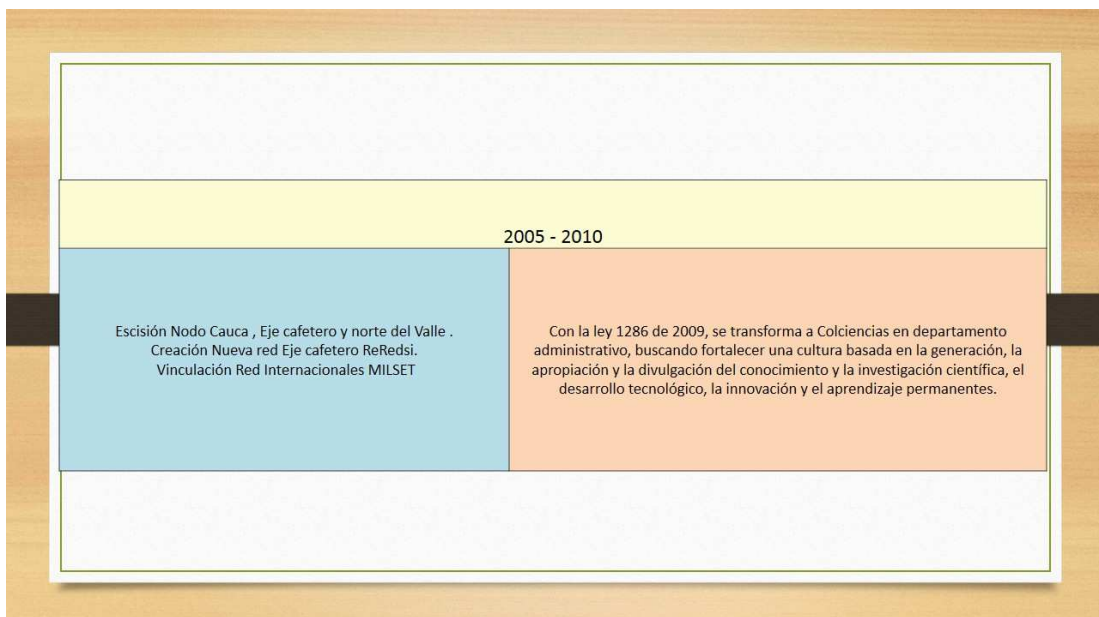 2005 - 2010
Escisión Nodo Cauca , Eje cafetero y norte del Valle .
Creación Nueva red Eje cafetero ReRedsi.
Vinculación Red Internacionales MILSET
Con la ley 1286 de 2009, se transforma a Colciencias en departamento
administrativo, buscando fortalecer una cultura basada en la generación, la
apropiación y la divulgación del conocimiento y la investigación científica, el
desarrollo tecnológico, la innovación y el aprendizaje permanentes.